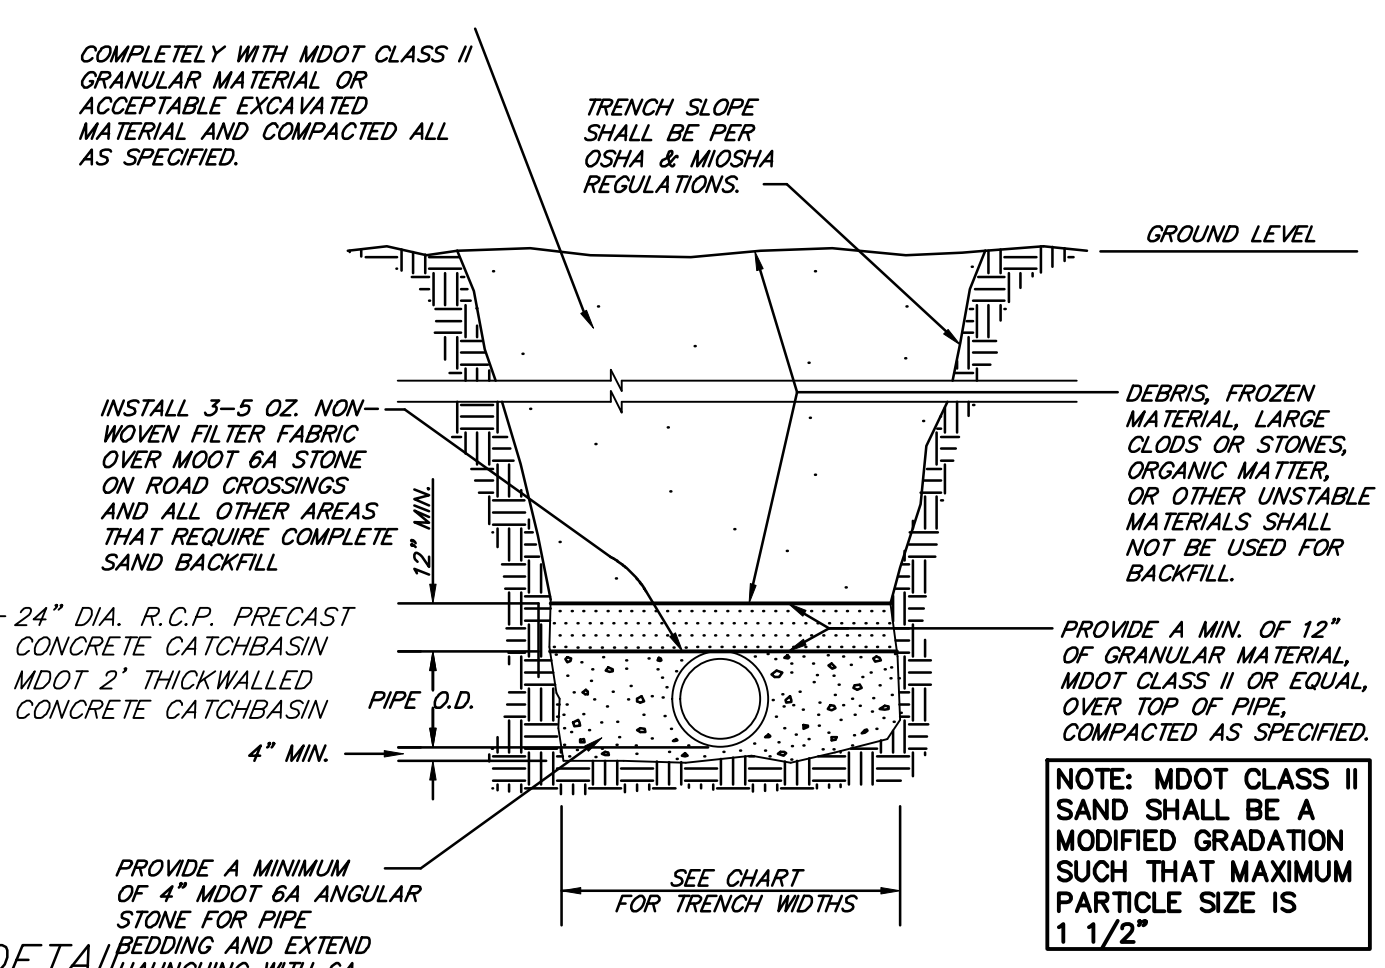 COMPLETELY WITH MDOT CLASS II
GRANULAR MATERIAL OR
ACCEPTABLE EXCAVATED
MATERIAL AND COMPACTED ALL
AS SPECIFIED.
TRENCH SLOPE
SHALL BE PER
OSHA & MIOSHA
REGULATIONS.
GROUND LEVEL
INSTALL 3-5 OZ. NON-
WOVEN FILTER FABRIC
OVER MOOT 6A STONE
ON ROAD CROSSINGS
AND ALL OTHER AREAS
THAT REQUIRE COMPLETE
SAND BACKFILL
12" MIN.
DEBRIS, FROZEN
MATERIAL, LARGE
CLODS OR STONES,
ORGANIC MATTER,
OR OTHER UNSTABLE
MATERIALS SHALL
NOT BE USED FOR
BACKFILL.
24" DIA. R.C.P. PRECAST
CONCRETE CATCHBASIN
MDOT 2' THICKWALLED
CONCRETE CATCHBASIN
PIPE O.D.
4" MIN.
PROVIDE A MIN. OF 12"
OF GRANULAR MATERIAL,
MDOT CLASS II OR EQUAL,
OVER TOP OF PIPE,
COMPACTED AS SPECIFIED.
NOTE: MDOT CLASS II
SAND SHALL BE A
MODIFIED GRADATION
SUCH THAT MAXIMUM
PARTICLE SIZE IS
1 1/2"
SEE CHART
FOR TRENCH WIDTHS
PROVIDE A MINIMUM
OF 4" MDOT 6A ANGULAR
STONE FOR PIPE
BEDDING AND EXTEND
HAUNCHING WITH 6A
DETAIL